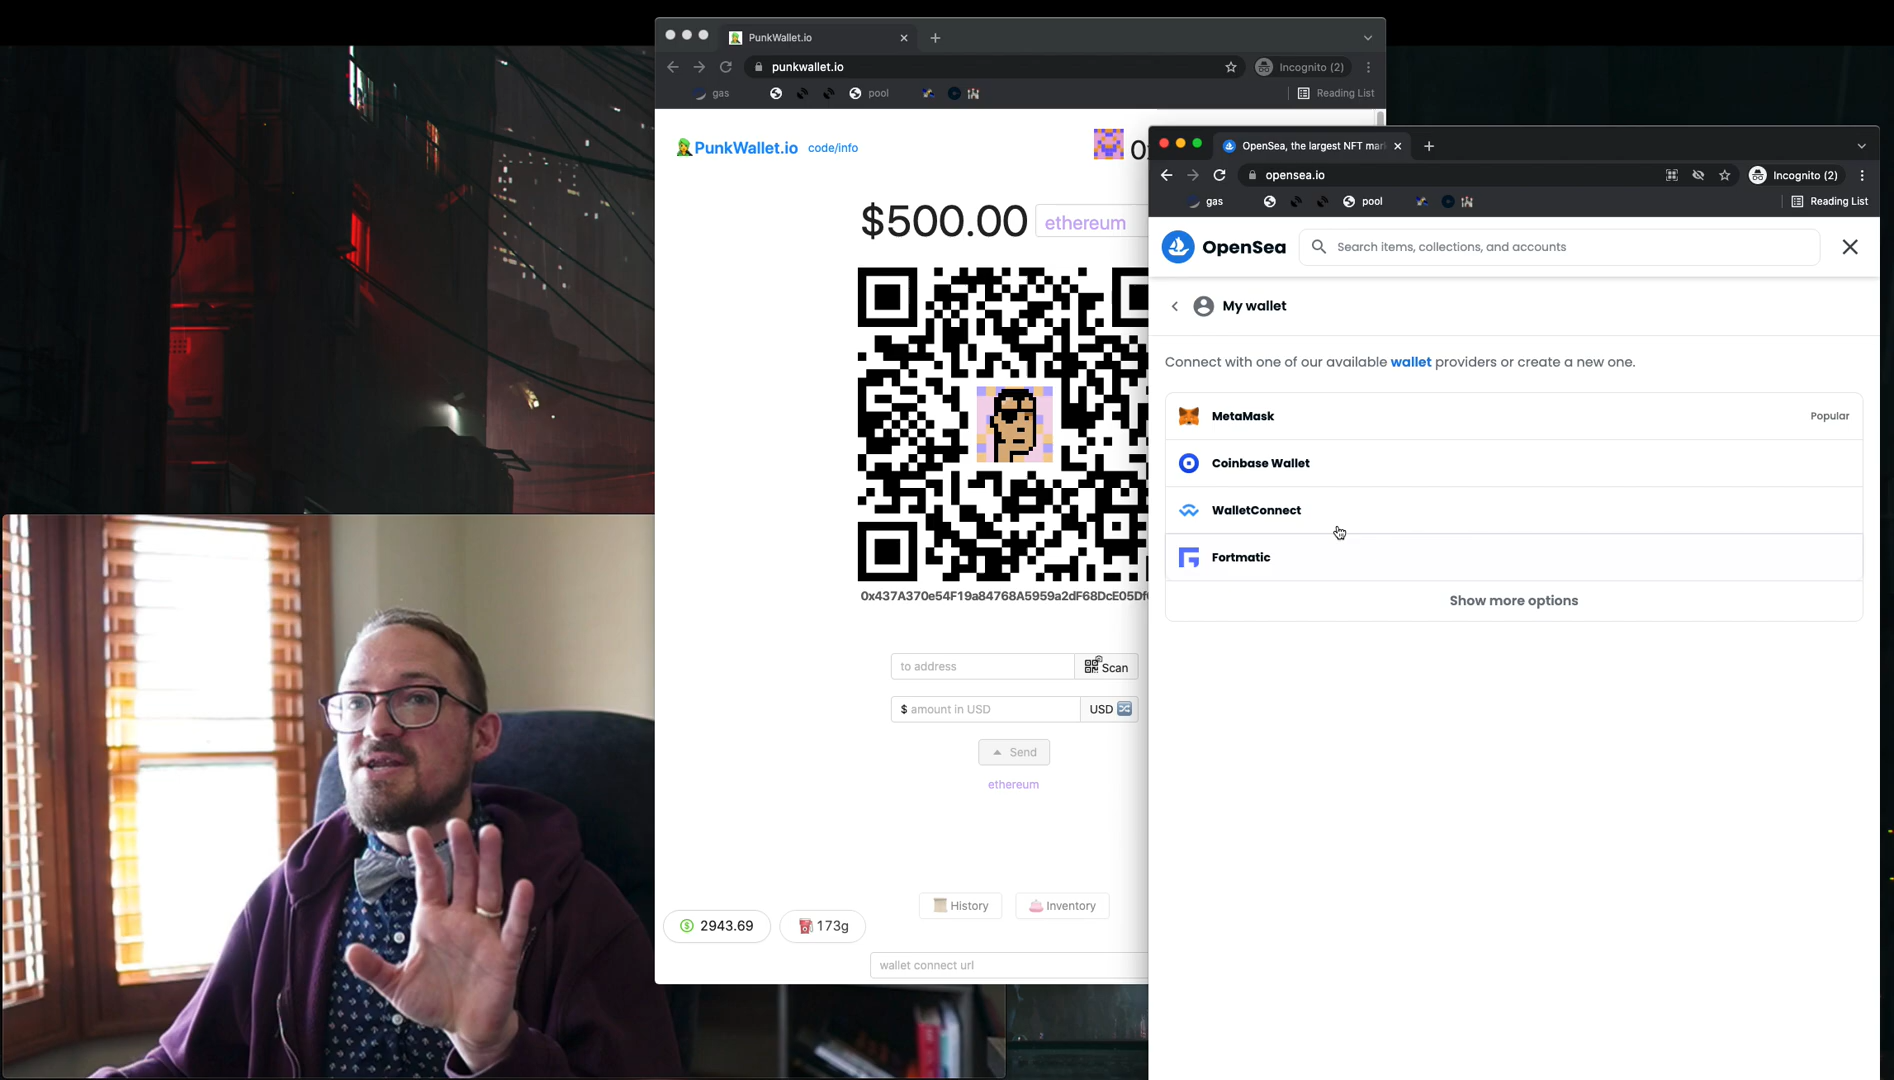 PunkWallet.io
punkwallet.io
Incognito (2)
gas
pool
Reading List
PunkWallet.io code/info
$500.00 ethereum
0x437A370e54F19a84768A5959a2dF68DcE05Df
to address
Scan
$ amount in USD
USD
Send
ethereum
History
Inventory
2943.69
173g
wallet connect url
OpenSea, the largest NFT mar
opensea.io
Incognito (2)
gas
pool
Reading List
OpenSea
Search items, collections, and accounts
My wallet
Connect with one of our available wallet providers or create a new one.
MetaMask
Popular
Coinbase Wallet
WalletConnect
Fortmatic
Show more options